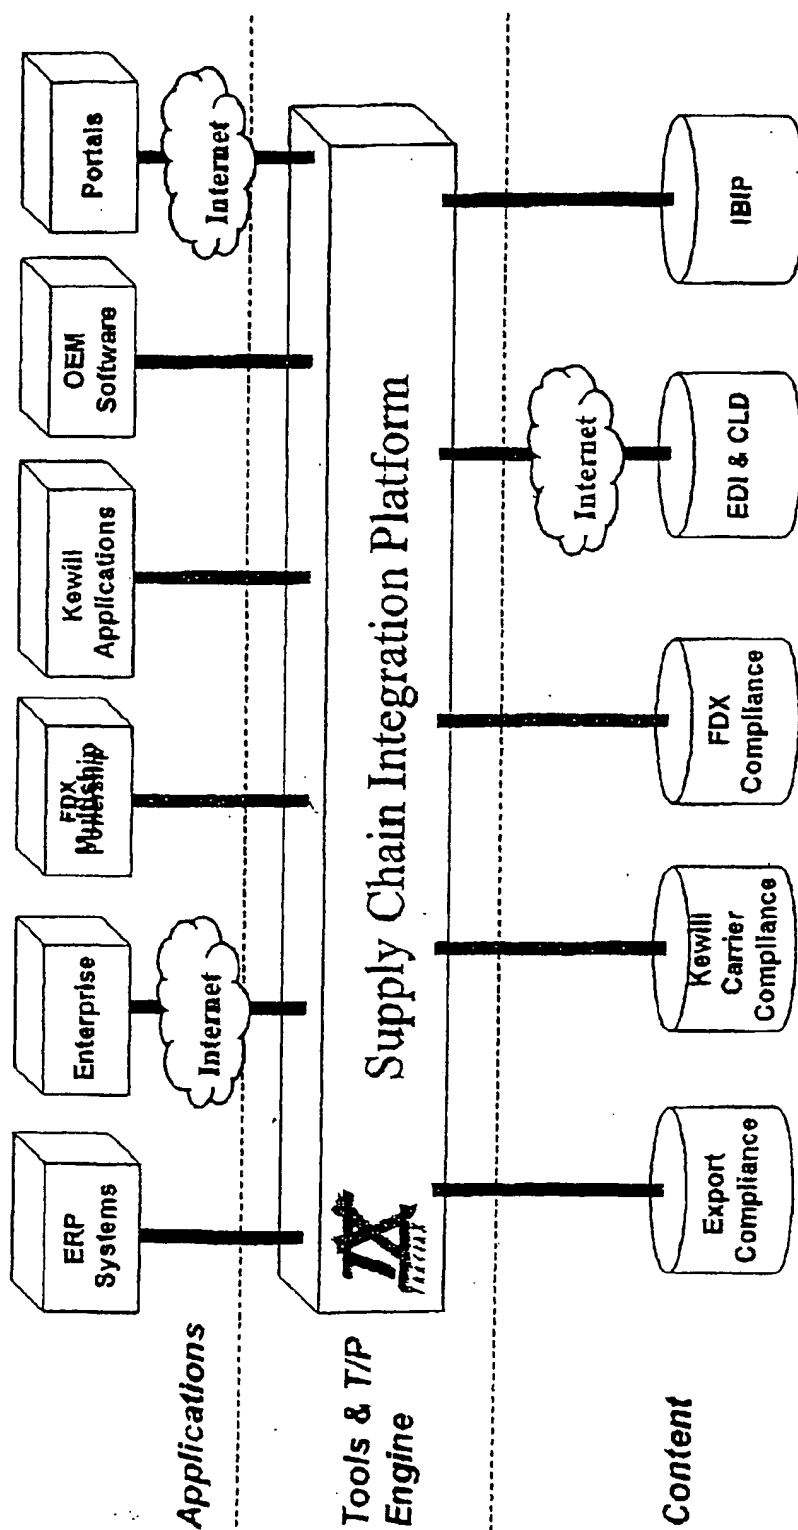 Applications
ERP
Systems
Enterprise
Internet
FDX
Kewill
Applications
OEM
Software
Portals
Internet
Tools & T/P
Engine
Supply Chain Integration Platform
Content
Export
Compliance
Kewill
Carrier
Compliance
FDX
Compliance
Internet
EDI & CLD
IBIP